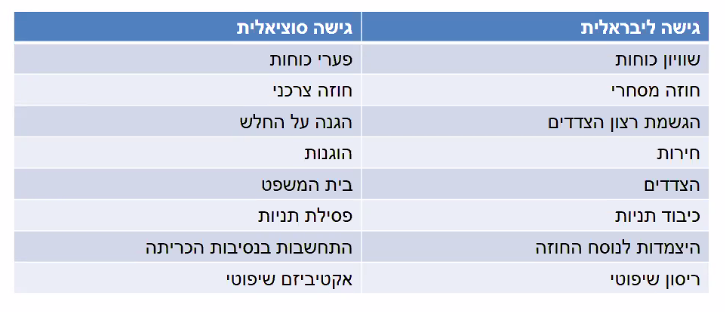 גישה ליבראלית גישה סוציאלית
שוויון כוחות פערי כוחות
חוזה מסחרי חוזה צרכני
הגשמת רצון הצדדים הגנה על החלש
חירות הוגנות
הצדדים בית המשפט
כיבוד תניות פסילת תניות
היצמדות לנוסח החוזה התחשבות בנסיבות הכריתה
ריסון שיפוטי אקטיביזם שיפוטי